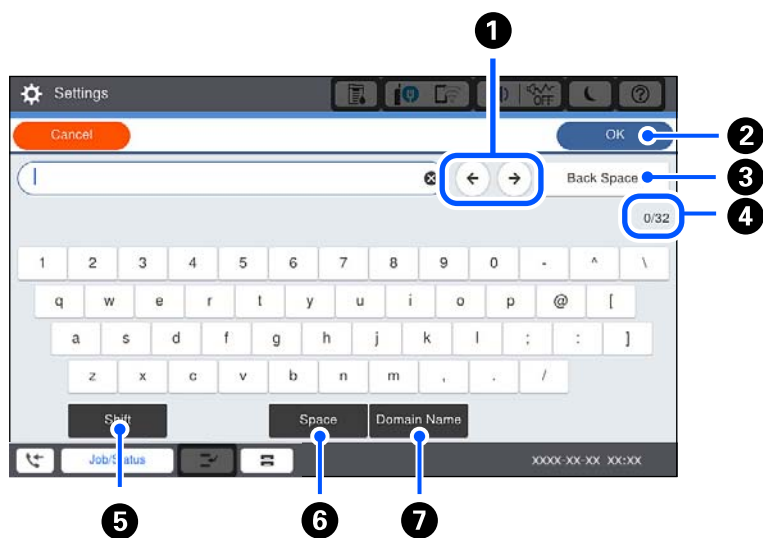 1
Settings
OFF
Cancel
OK
2
Back Space
3
0/32
4
1 2 3 4 5 6 7 8 9 0 - ^ \
q w e r t y u i o p @ [
a s d f g h j k l ; : ]
z x c v b n m , . /
Shift Space Domain Name
Job/Status
XXXX-XX-XX XX:XX
5 6 7